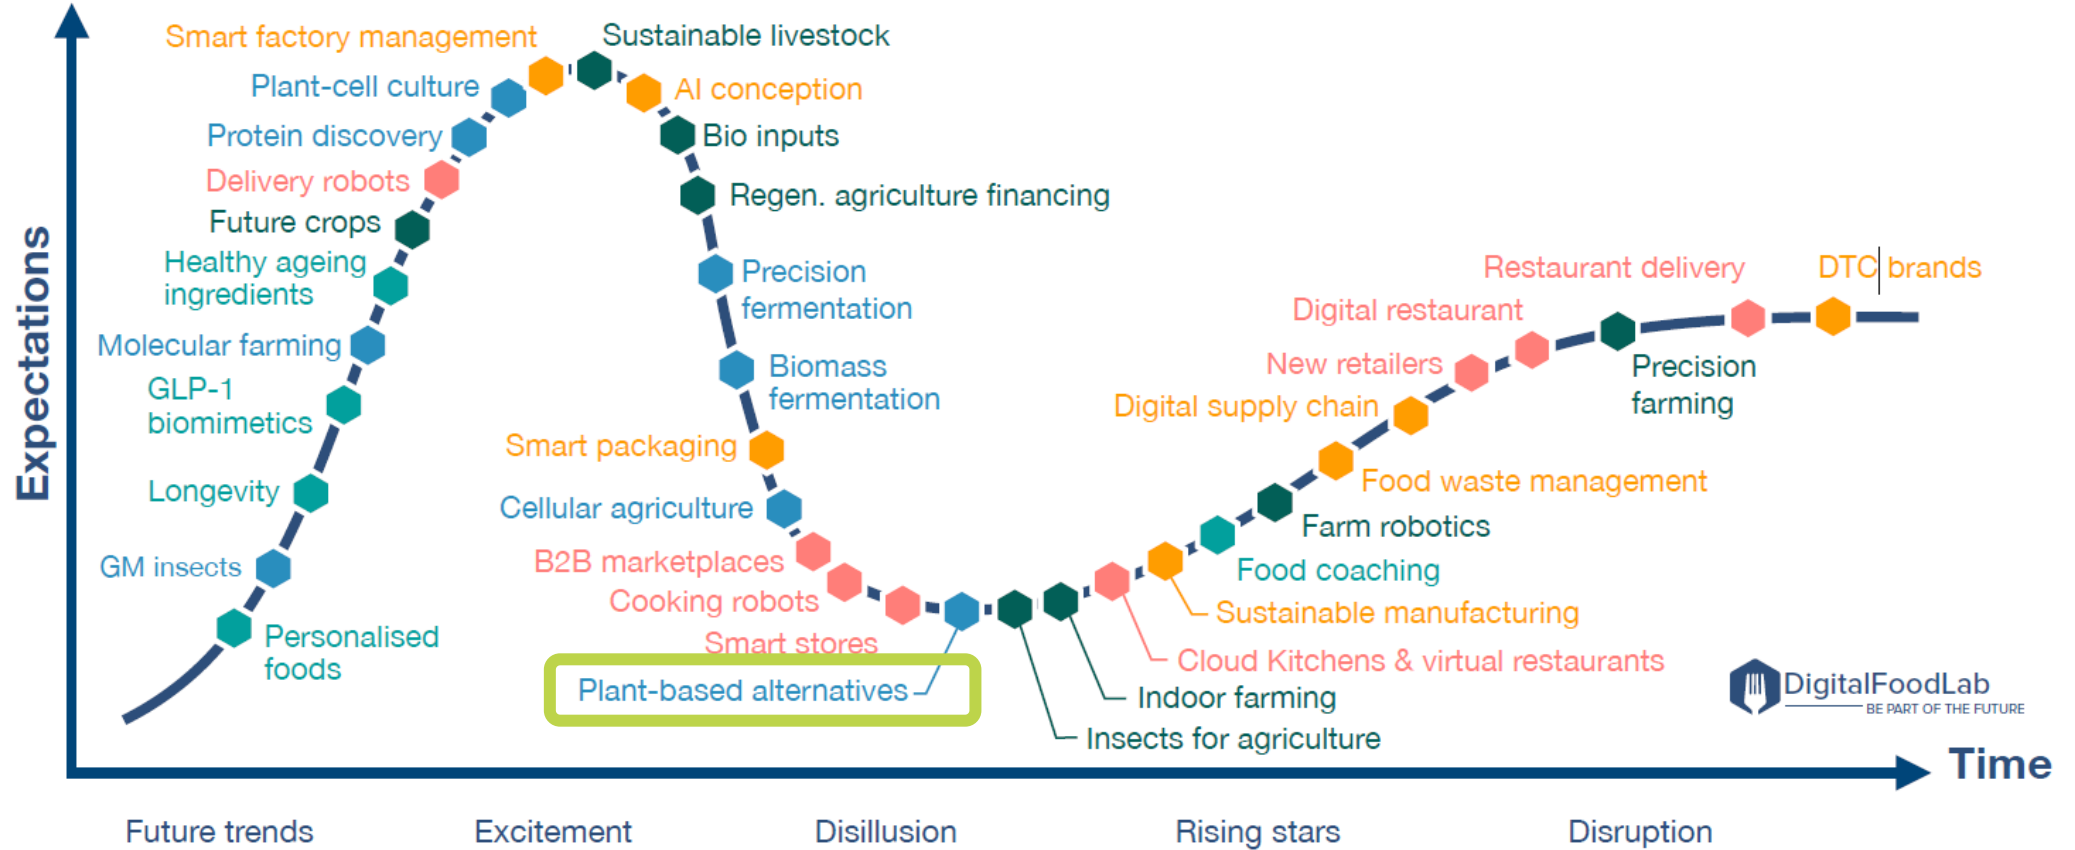 Expectations
Smart factory management
Sustainable livestock
Plant-cell culture
AI conception
Protein discovery
Bio inputs
Delivery robots
Regen. agriculture financing
Future crops
Healthy ageing
ingredients
Precision
fermentation
Molecular farming
GLP-1
biomimetics
Biomass
fermentation
Smart packaging
Longevity
Cellular agriculture
GM insects
B2B marketplaces
Cooking robots
Personalised
foods
Smart stores
Plant-based alternatives
Restaurant delivery
DTC brands
Digital restaurant
New retailers
Precision
farming
Digital supply chain
Food waste management
Farm robotics
Food coaching
Sustainable manufacturing
Cloud Kitchens & virtual restaurants
Indoor farming
Insects for agriculture
DigitalFoodLab
BE PART OF THE FUTURE
Time
Future trends
Excitement
Disillusion
Rising stars
Disruption